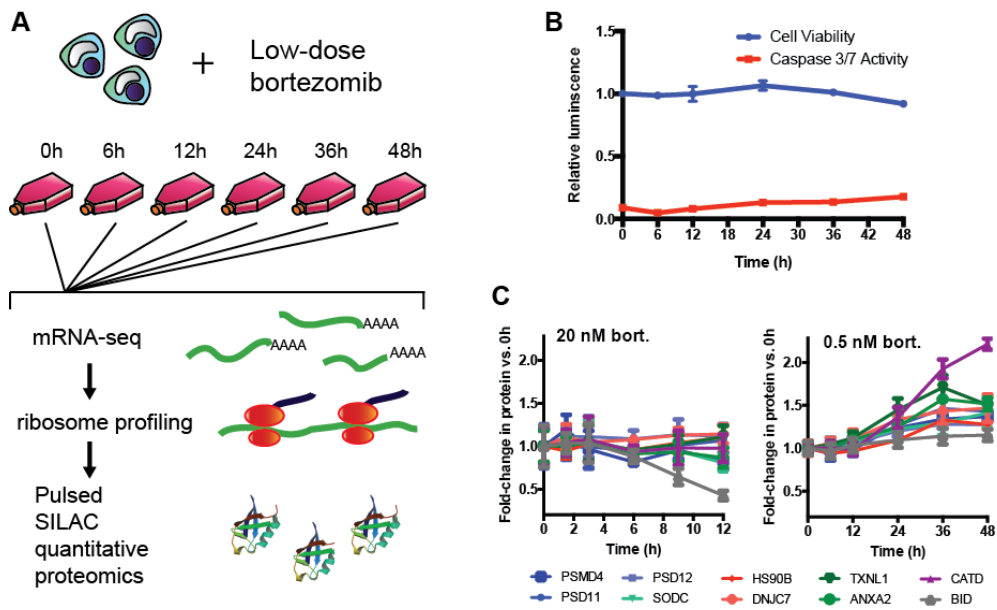 A
Low-dose
bortezomib
+
0h 6h 12h 24h 36h 48h
mRNA-seq
AAAA
AAAA
AAAA
ribosome profiling
Pulsed
SILAC
quantitative
proteomics
B
Cell Viability
Caspase 3/7 Activity
Relative luminscence
1.5
1.0
0.5
0.0
0 6 12 18 24 30 36 42 48
Time (h)
C
20 nM bort.
Fold-change in protein vs. 0h
2.0
1.5
1.0
0.5
0 2 4 6 8 10 12
Time (h)
0.5 nM bort.
Fold-change in protein vs. 0h
2.0
1.5
1.0
0.5
0 12 24 36 48
Time (h)
PSMD4 PSD12 HS90B TXNL1 CATD
PSD11 SODC DNJC7 ANXA2 BID